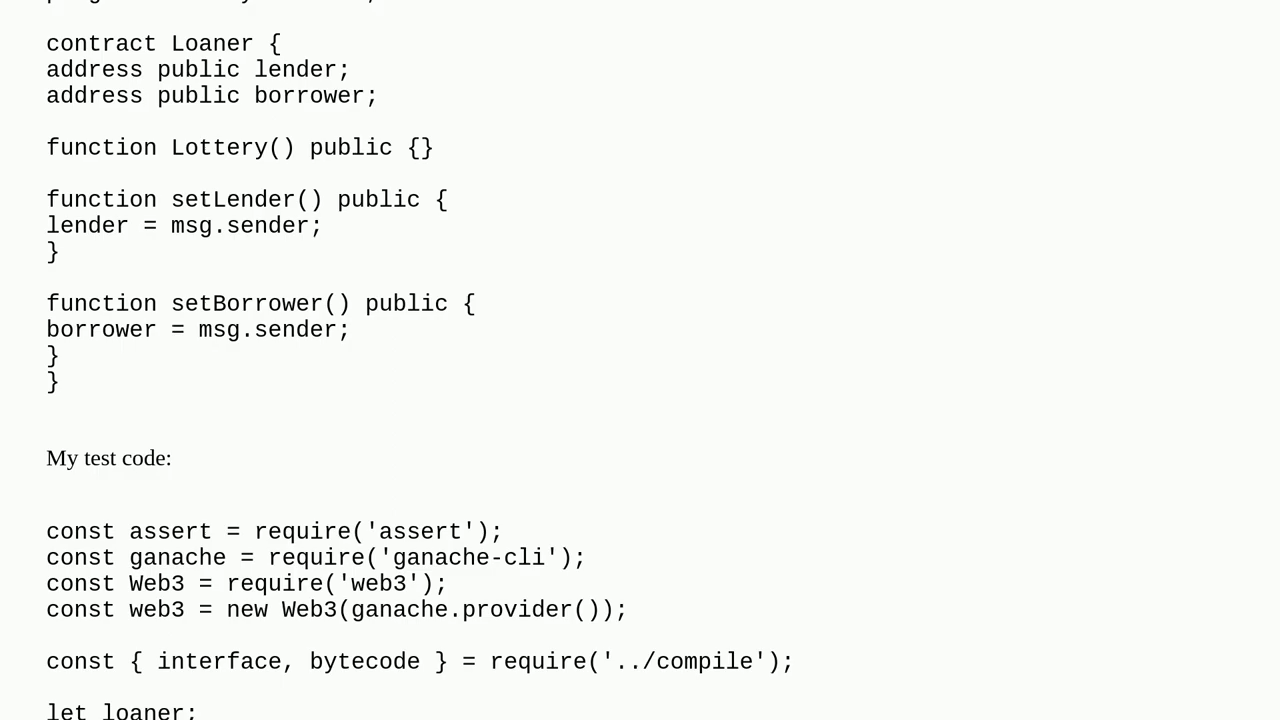 contract Loaner {
address public lender;
address public borrower;
function Lottery() public {}
function setLender() public {
lender = msg.sender;
}
function setBorrower() public {
borrower = msg.sender;
}
}
My test code:
const assert = require('assert');
const ganache = require('ganache-cli');
const Web3 = require('web3');
const web3 = new Web3(ganache.provider());
const { interface, bytecode } = require('../compile');
let loaner;